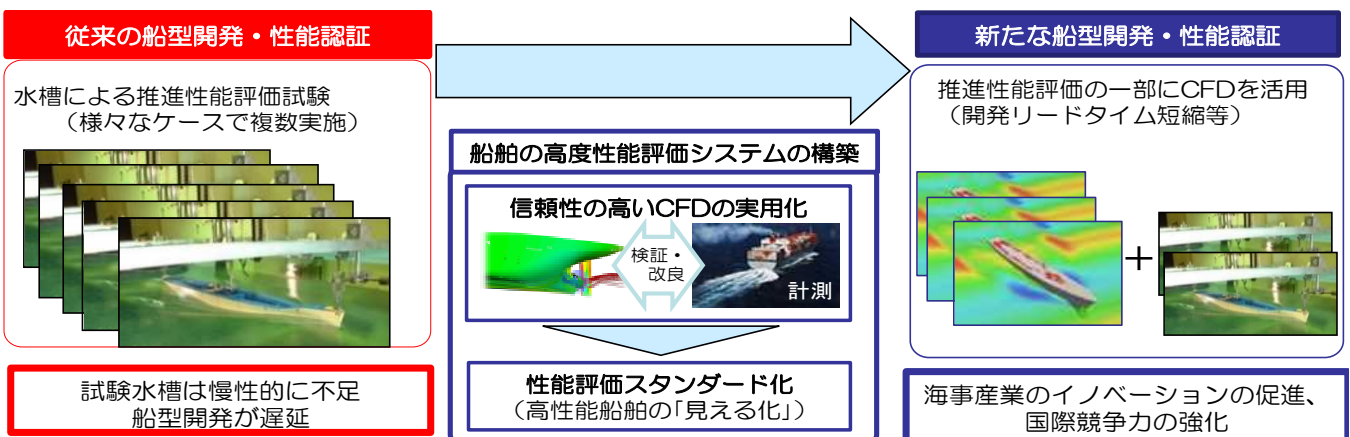 従来の船型開発・性能認証
水槽による推進性能評価試験
（様々なケースで複数実施）
試験水槽は慢性的に不足
船型開発が遅延
船舶の高度性能評価システムの構築
信頼性の高いCFDの実用化
検証・
改良
計測
性能評価スタンダード化
（高性能船舶の「見える化」）
新たな船型開発・性能認証
推進性能評価の一部にCFDを活用
（開発リードタイム短縮等）
+
海事産業のイノベーションの促進、
国際競争力の強化